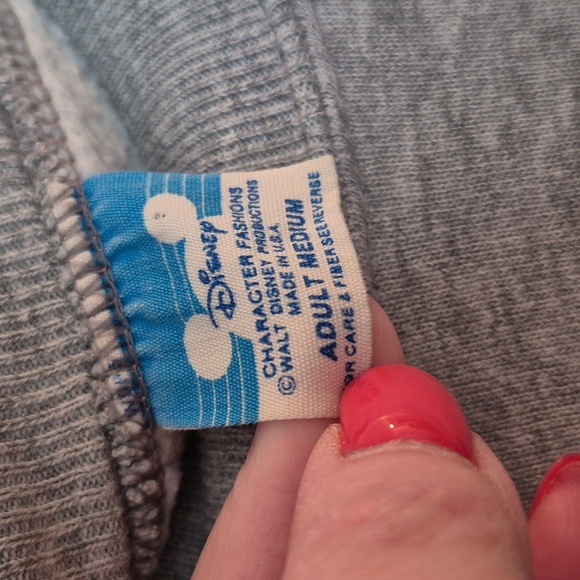 Disney
CHARACTER FASHIONS
©WALT DISNEY PRODUCTIONS
MADE IN U.S.A.
ADULT MEDIUM
OR CARE & FIBER SEE REVERSE